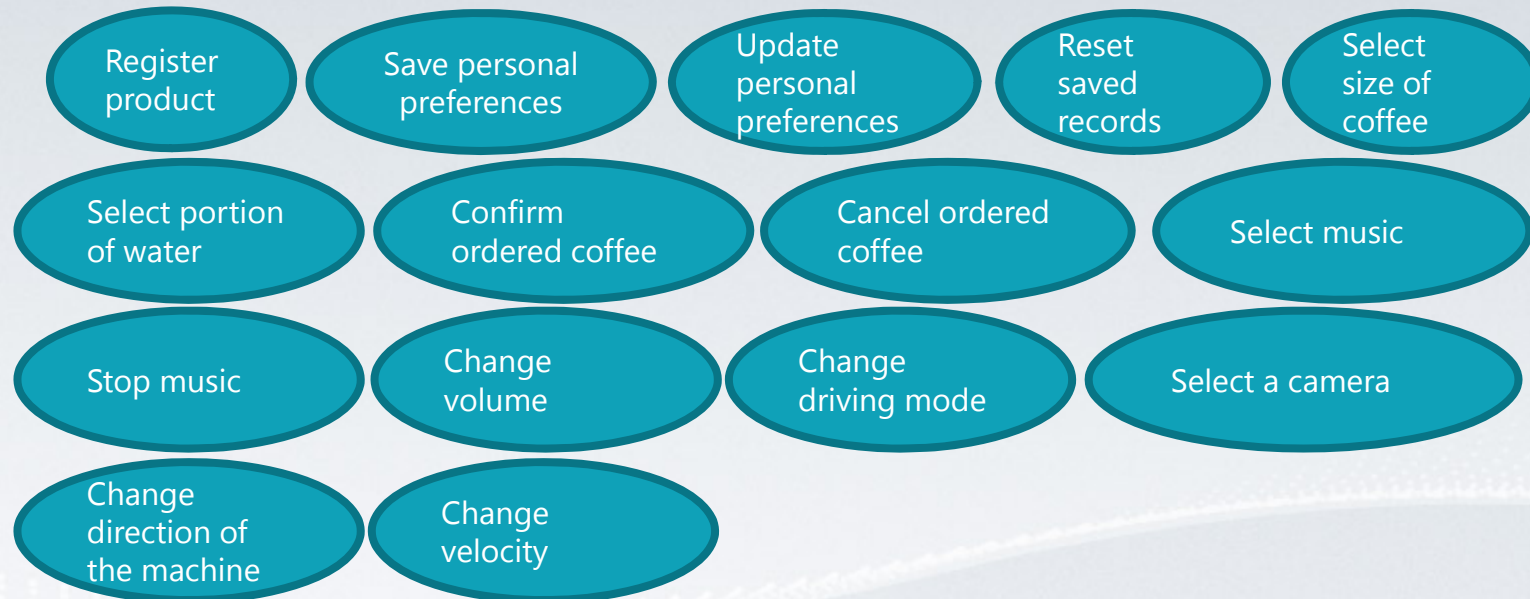 Register
product
Save personal
preferences
Update
personal
preferences
Reset
saved
records
Select
size of
coffee
Select portion
of water
Confirm
ordered coffee
Cancel ordered
coffee
Select music
Stop music
Change
volume
Change
driving mode
Select a camera
Change
direction of
the machine
Change
velocity